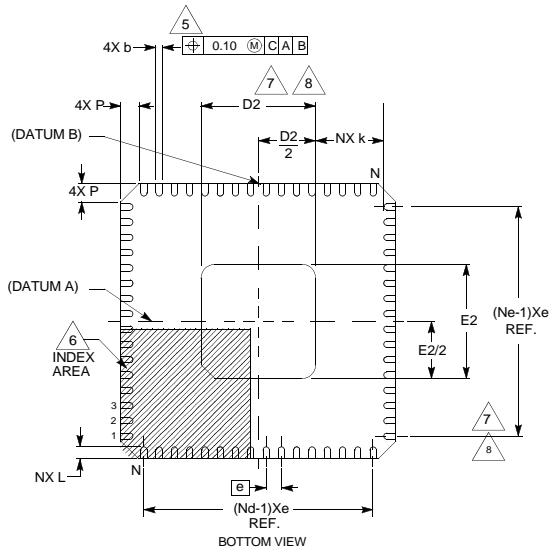 5
4X b
⌖ 0.10 Ⓜ C A B
7 8
4X P
D2
(DATUM B)
D2
2
NX k
N
4X P
(DATUM A)
(Ne-1)Xe
REF.
E2
6
INDEX
AREA
E2/2
3
2
1
7
8
NX L
N
e
(Nd-1)Xe
REF.
BOTTOM VIEW